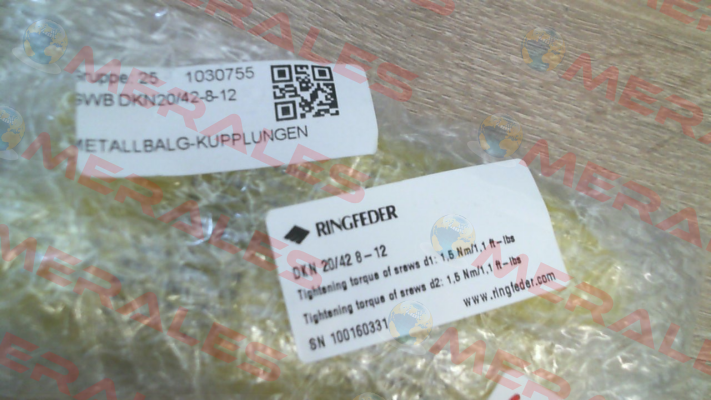 Gruppe: 25 1030755
GWB DKN20/42-8-12
METALLBALG-KUPPLUNGEN
RINGFEDER
DKN 20/42 8-12
Tightening torque of srews d1: 1,5 Nm/1,1 ft-lbs
Tightening torque of srews d2: 1,5 Nm/1,1 ft-lbs
www.ringfeder.com
SN 100160331
MERALES
MERALES
MERALES
MERALES